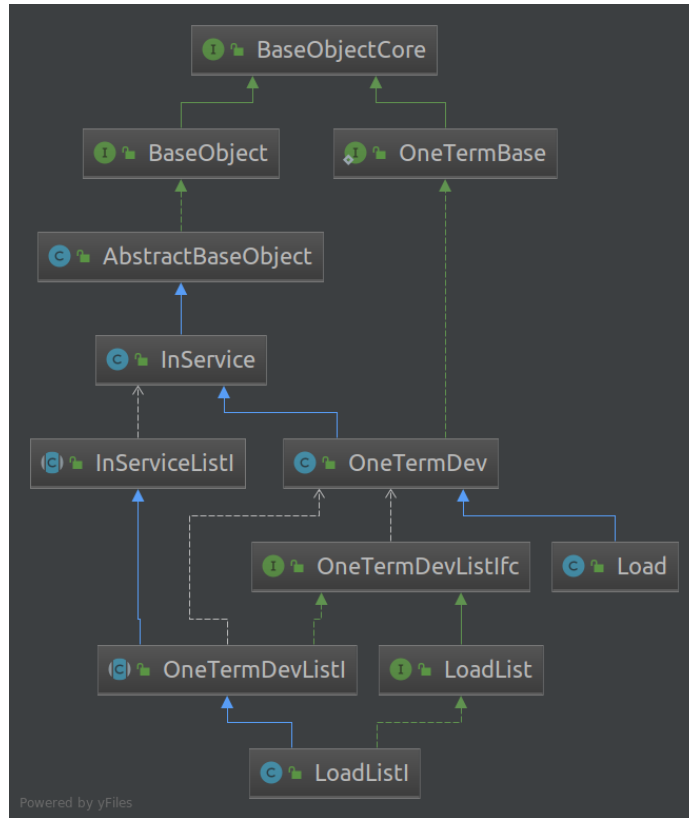 I BaseObjectCore
I BaseObject
I OneTermBase
C AbstractBaseObject
C InService
C InServiceListI
C OneTermDev
I OneTermDevListIfc
C Load
C OneTermDevListI
I LoadList
C LoadListI
Powered by yFiles